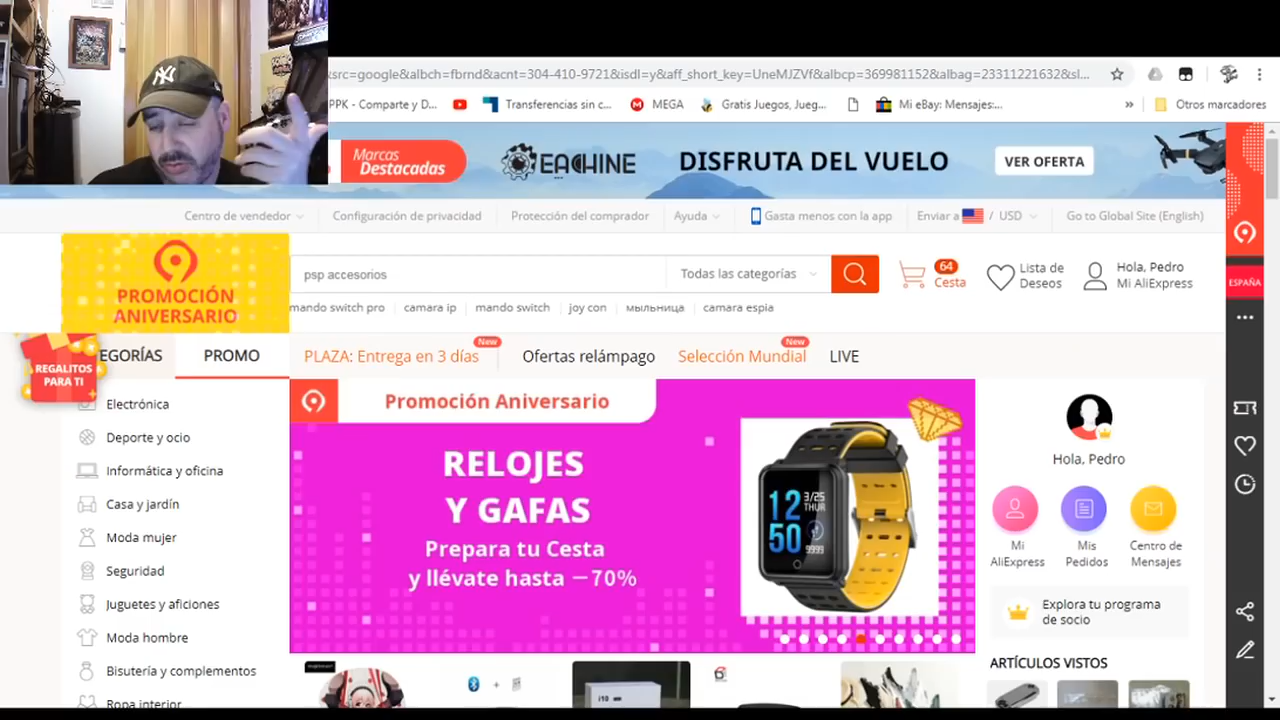 src=google&albch=fbrnd&acnt=304-410-9721&isdl=y&aff_short_key=UneMJZVf&albcp=369981152&albag=23311221632&sl...
PPK - Comparte y D...
Transferencias sin c...
MEGA
Gratis Juegos, Jueg...
Mi eBay: Mensajes:...
»
Otros marcadores
Marcas
Destacadas
EACHINE
DISFRUTA DEL VUELO
VER OFERTA
Centro de vendedor
Configuración de privacidad
Protección del comprador
Ayuda
Gasta menos con la app
Enviar a / USD
Go to Global Site (English)
PROMOCIÓN
ANIVERSARIO
psp accesorios
Todas las categorías
64
Cesta
Lista de
Deseos
Hola, Pedro
Mi AliExpress
ESPAÑA
mando switch pro
camara ip
mando switch
joy con
мыльница
camara espia
REGALITOS
PARA TI
EGORÍAS
PROMO
PLAZA: Entrega en 3 días
New
Ofertas relámpago
Selección Mundial
New
LIVE
Electrónica
Deporte y ocio
Informática y oficina
Casa y jardín
Moda mujer
Seguridad
Juguetes y aficiones
Moda hombre
Bisutería y complementos
Ropa interior
Promoción Aniversario
RELOJES
Y GAFAS
Prepara tu Cesta
y llévate hasta −70%
12
50
3/25
THUR
9999
Hola, Pedro
Mi
AliExpress
Mis
Pedidos
Centro de
Mensajes
Explora tu programa
de socio
ARTÍCULOS VISTOS
i10